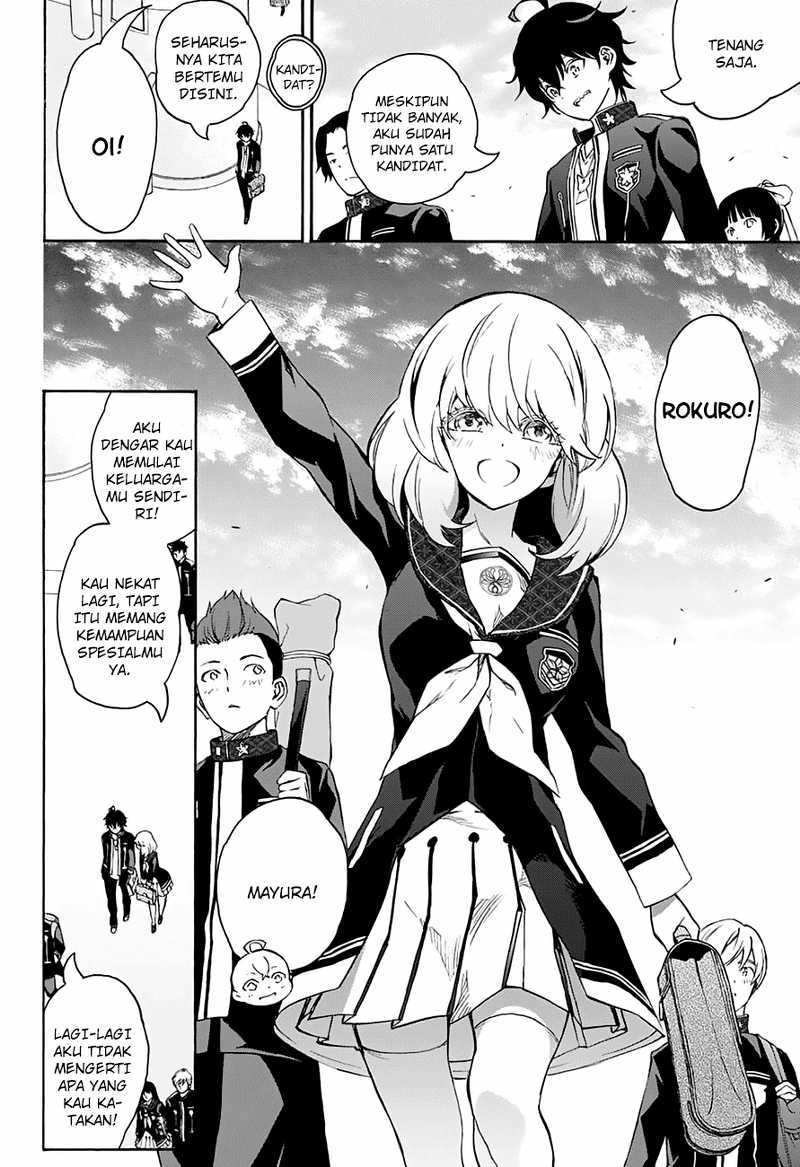 TENANG
SAJA.
MESKIPUN
TIDAK BANYAK,
AKU SUDAH
PUNYA SATU
KANDIDAT.
KANDI-
DAT?
SEHARUS-
NYA KITA
BERTEMU
DISINI.
OI!
ROKURO!
MAYURA!
AKU
DENGAR KAU
MEMULAI
KELUARGA-
MU SENDI-
RI!
KAU NEKAT
LAGI, TAPI
ITU MEMANG
KEMAMPUAN
SPESIALMU
YA.
LAGI-LAGI
AKU TIDAK
MENGERTI
APA YANG
KAU KA-
TAKAN!